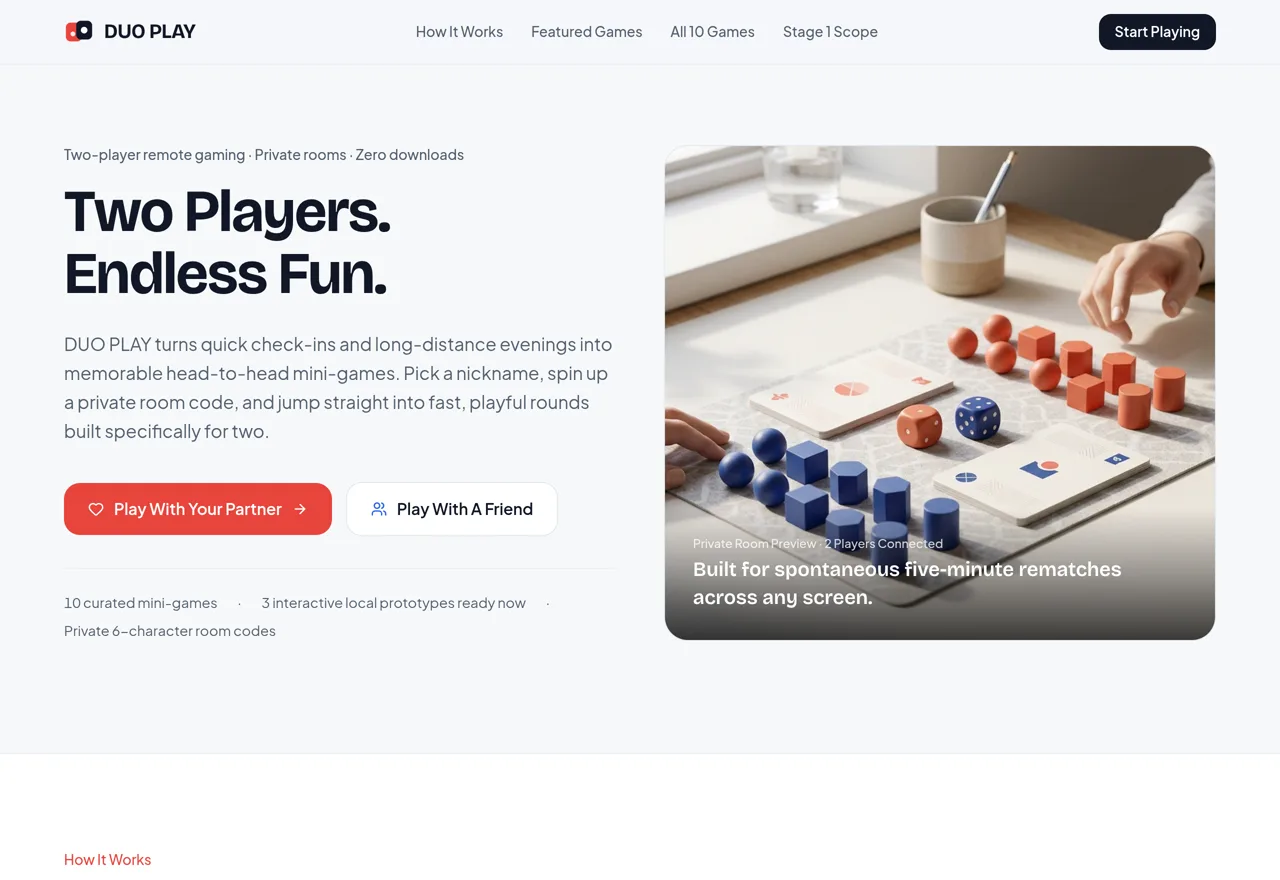 DUO PLAY
How It Works
Featured Games
All 10 Games
Stage 1 Scope
Start Playing
Two-player remote gaming · Private rooms · Zero downloads
Two Players.
Endless Fun.
DUO PLAY turns quick check-ins and long-distance evenings into
memorable head-to-head mini-games. Pick a nickname, spin up
a private room code, and jump straight into fast, playful rounds
built specifically for two.
Play With Your Partner →
Play With A Friend
10 curated mini-games · 3 interactive local prototypes ready now ·
Private 6-character room codes
Private Room Preview · 2 Players Connected
Built for spontaneous five-minute rematches
across any screen.
How It Works